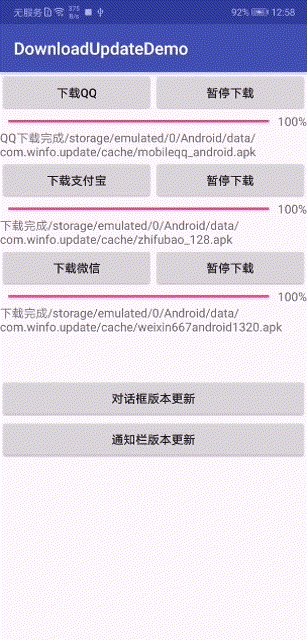 无服务 375 B/s 92% 12:58
DownloadUpdateDemo
下载QQ 暂停下载
100%
QQ下载完成/storage/emulated/0/Android/data/
com.winfo.update/cache/mobileqq_android.apk
下载支付宝 暂停下载
100%
下载完成/storage/emulated/0/Android/data/
com.winfo.update/cache/zhifubao_128.apk
下载微信 暂停下载
100%
下载完成/storage/emulated/0/Android/data/
com.winfo.update/cache/weixin667android1320.apk
对话框版本更新
通知栏版本更新